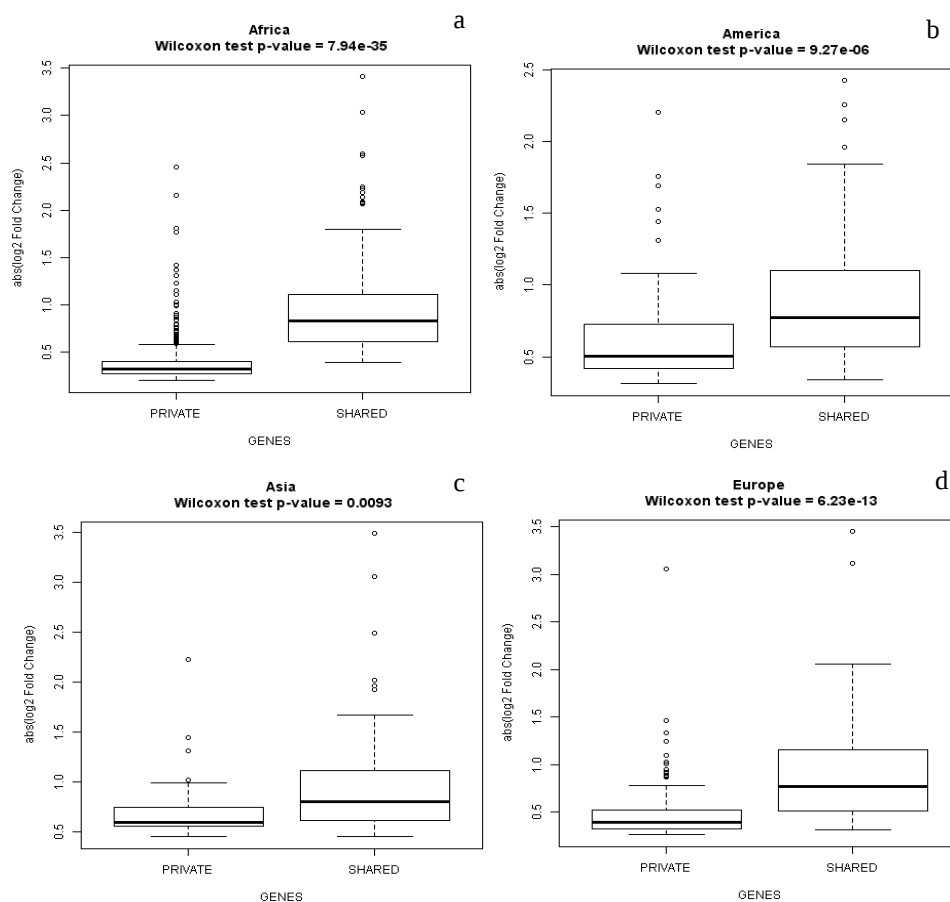 a
Africa
Wilcoxon test p-value = 7.94e-35
abs(log2 Fold Change)
3.5
3.0
2.5
2.0
1.5
1.0
0.5
PRIVATE SHARED
GENES
b
America
Wilcoxon test p-value = 9.27e-06
abs(log2 Fold Change)
2.5
2.0
1.5
1.0
0.5
PRIVATE SHARED
GENES
c
Asia
Wilcoxon test p-value = 0.0093
abs(log2 Fold Change)
3.5
3.0
2.5
2.0
1.5
1.0
0.5
PRIVATE SHARED
GENES
d
Europe
Wilcoxon test p-value = 6.23e-13
abs(log2 Fold Change)
3.5
3.0
2.5
2.0
1.5
1.0
0.5
PRIVATE SHARED
GENES